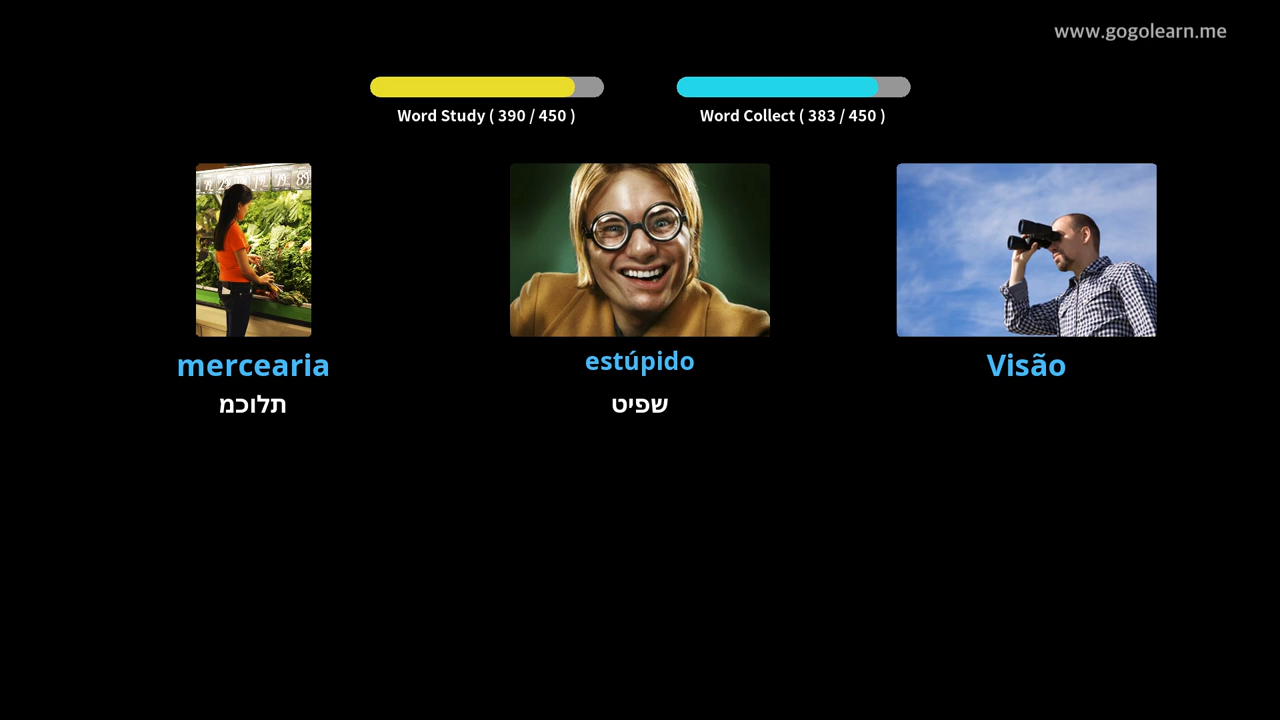 www.gogolearn.me
Word Study ( 390 / 450 )
Word Collect ( 383 / 450 )
mercearia
תלוכמ
estúpido
שפיט
Visão